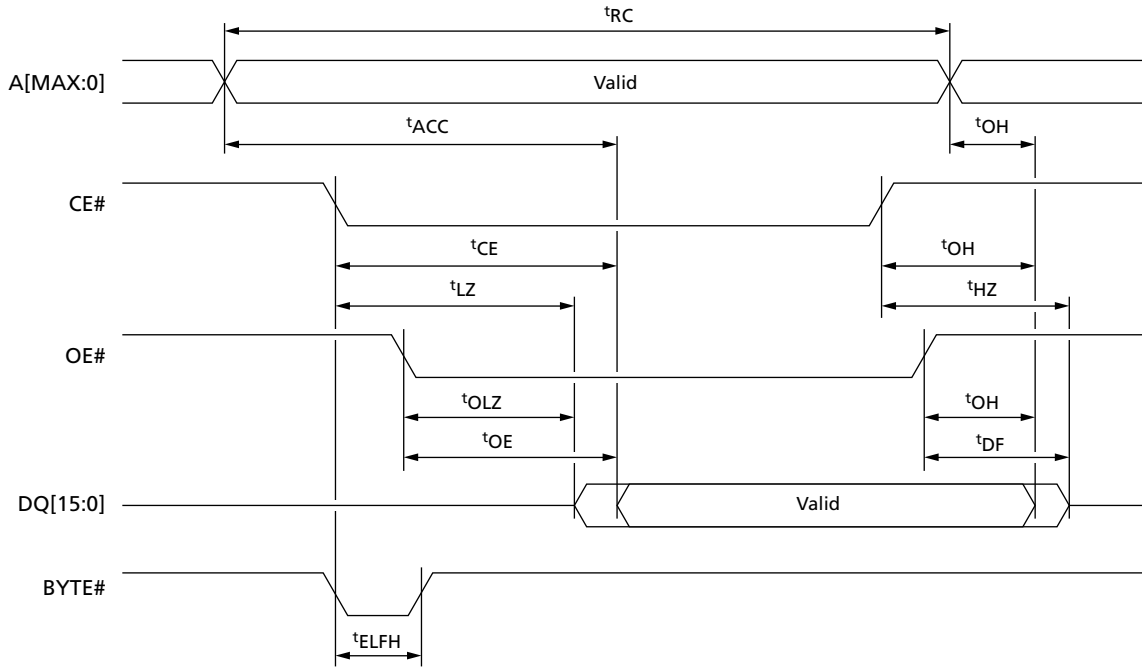 tRC
A[MAX:0] Valid
tACC tOH
CE#
tCE tOH
tLZ tHZ
OE#
tOLZ tOH
tOE tDF
DQ[15:0] Valid
BYTE#
tELFH